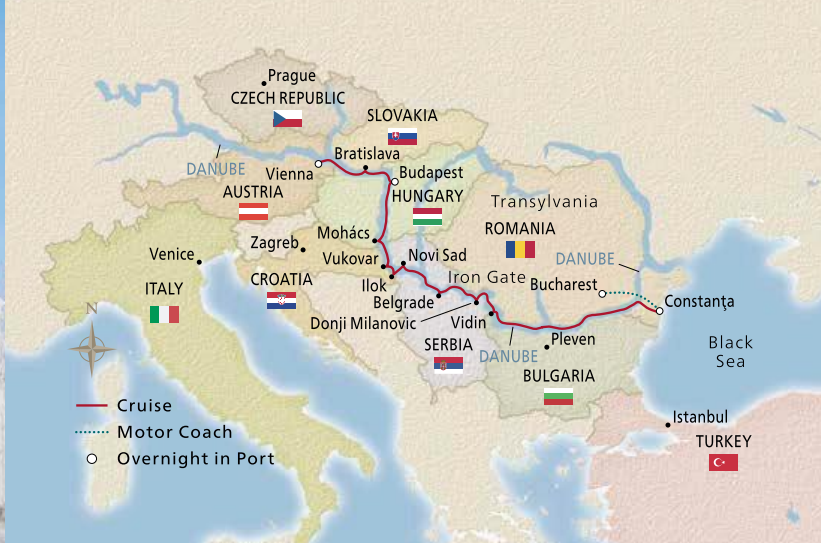 Prague
CZECH REPUBLIC
SLOVAKIA
Bratislava
DANUBE
Vienna
Budapest
AUSTRIA
HUNGARY
Transylvania
Mohács
ROMANIA
Zagreb
Venice
Vukovar
Novi Sad
DANUBE
Iron Gate
CROATIA
Ilok
Bucharest
ITALY
Belgrade
Constanţa
N
Donji Milanovic
Vidin
SERBIA
DANUBE
Pleven
Black
Sea
BULGARIA
Cruise
Istanbul
Motor Coach
TURKEY
Overnight in Port